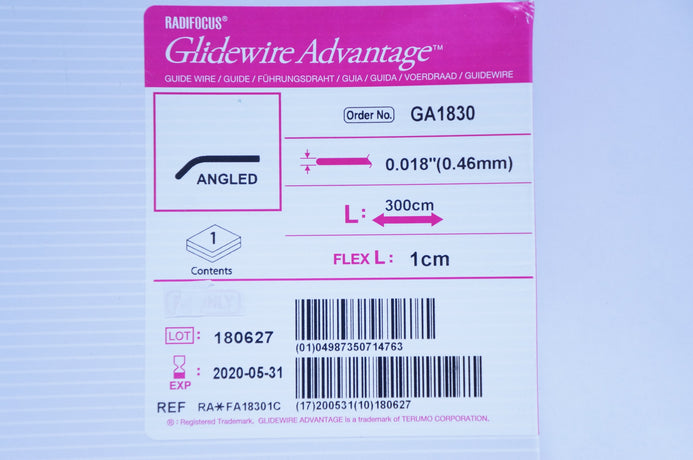 RADIFOCUS®
Glidewire Advantage™
GUIDE WIRE / GUIDE / FÜHRUNGSDRAHT / GUIA / GUIDA / VOERDRAAD / GUIDEWIRE
Order No. GA1830
ANGLED
0.018"(0.46mm)
L: 300cm
1
Contents
FLEX L: 1cm
ONLY
LOT: 180627
(01)04987350714763
EXP : 2020-05-31
REF RA*FA18301C
(17)200531(10)180627
®: Registered Trademark. GLIDEWIRE ADVANTAGE is a trademark of TERUMO CORPORATION.